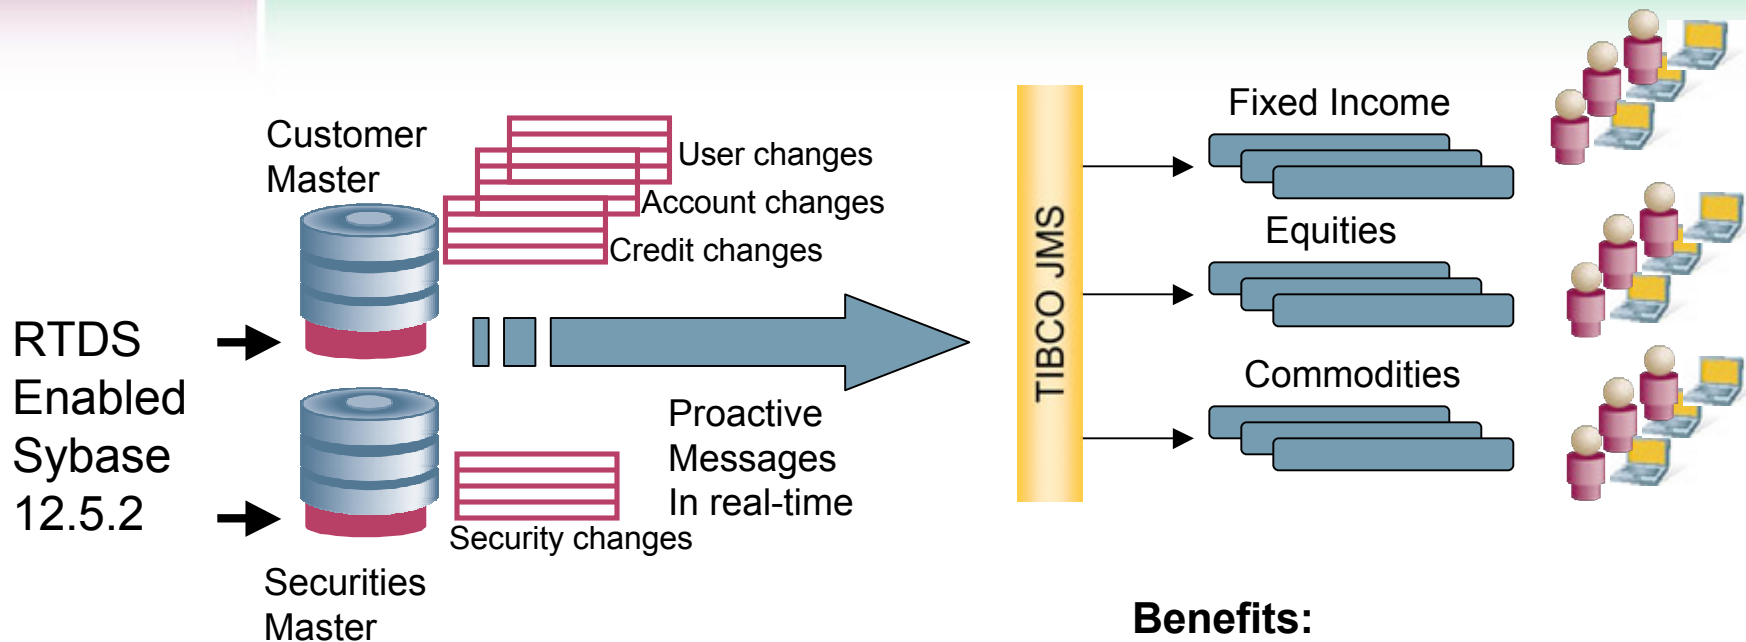 Customer
Master
User changes
Account changes
Credit changes
RTDS
Enabled
Sybase
12.5.2
Proactive
Messages
In real-time
Security changes
Securities
Master
TIBCO JMS
Fixed Income
Equities
Commodities
Benefits: